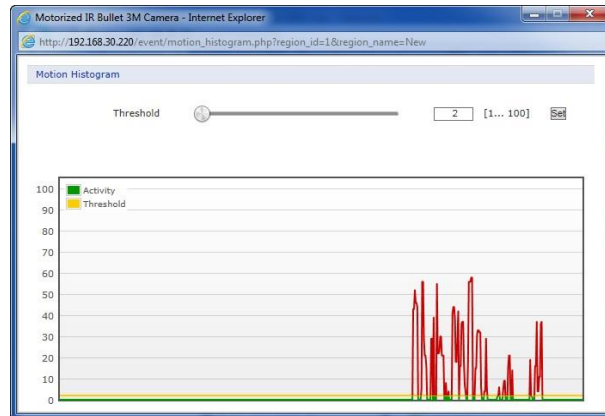 Motorized IR Bullet 3M Camera - Internet Explorer
http://192.168.30.220/event/motion_histogram.php?region_id=1&region_name=New
Motion Histogram
Threshold 2 [1... 100] Set
100
90
80
70
60
50
40
30
20
10
0
Activity
Threshold